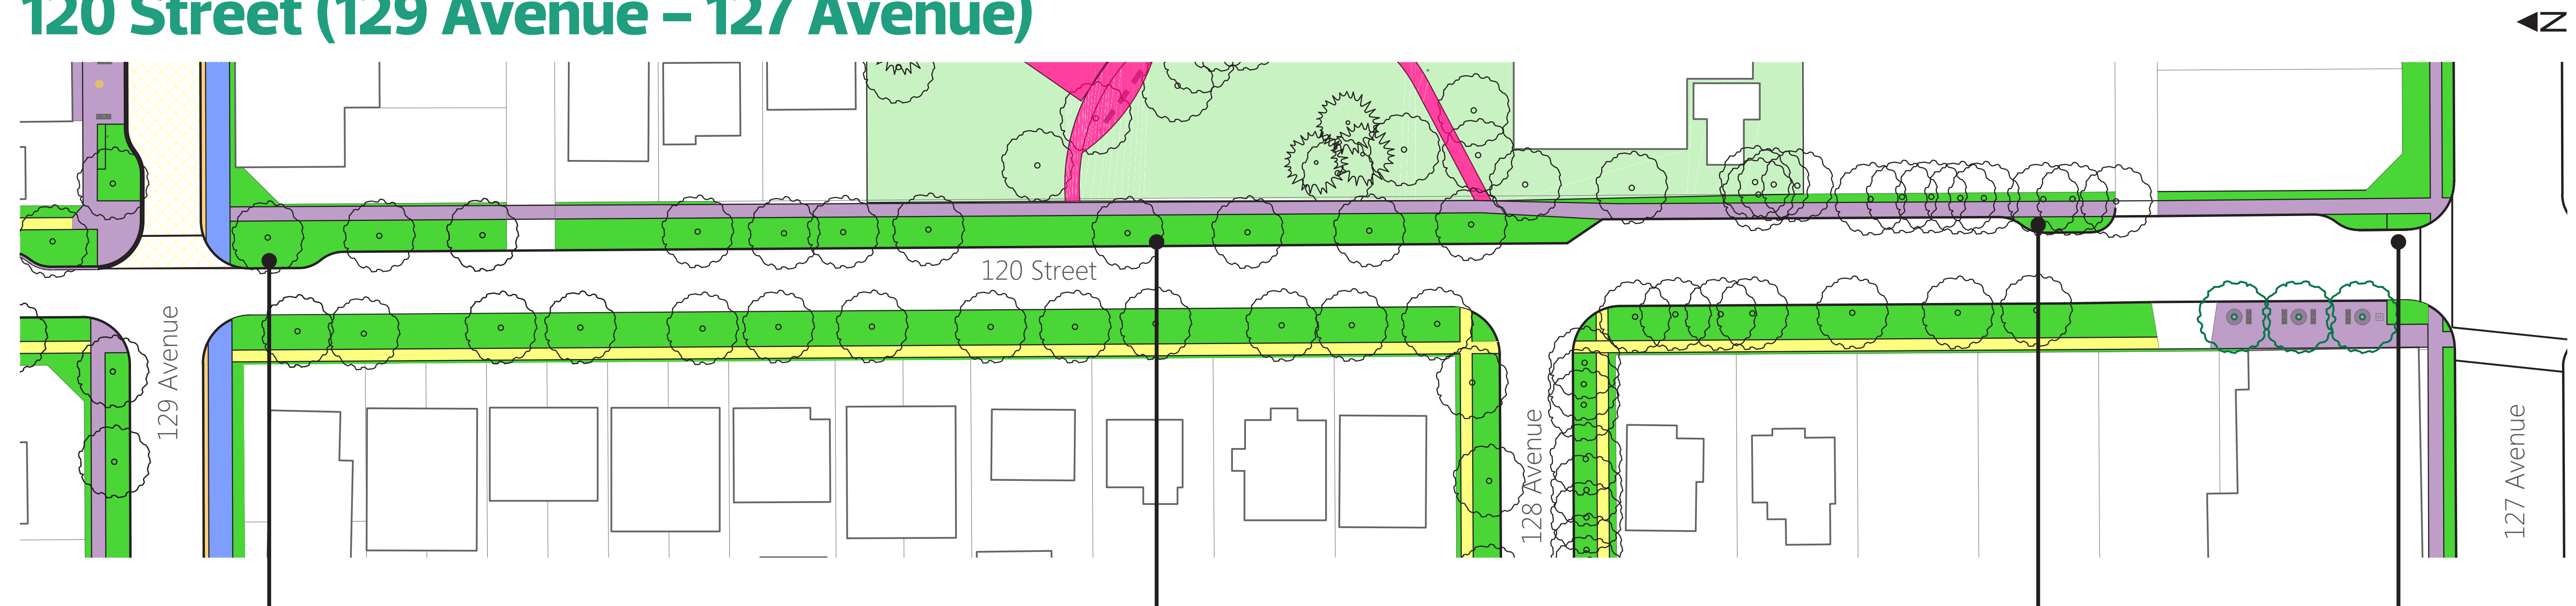 120 Street (129 Avenue – 127 Avenue)
N
120 Street
129 Avenue
128 Avenue
127 Avenue